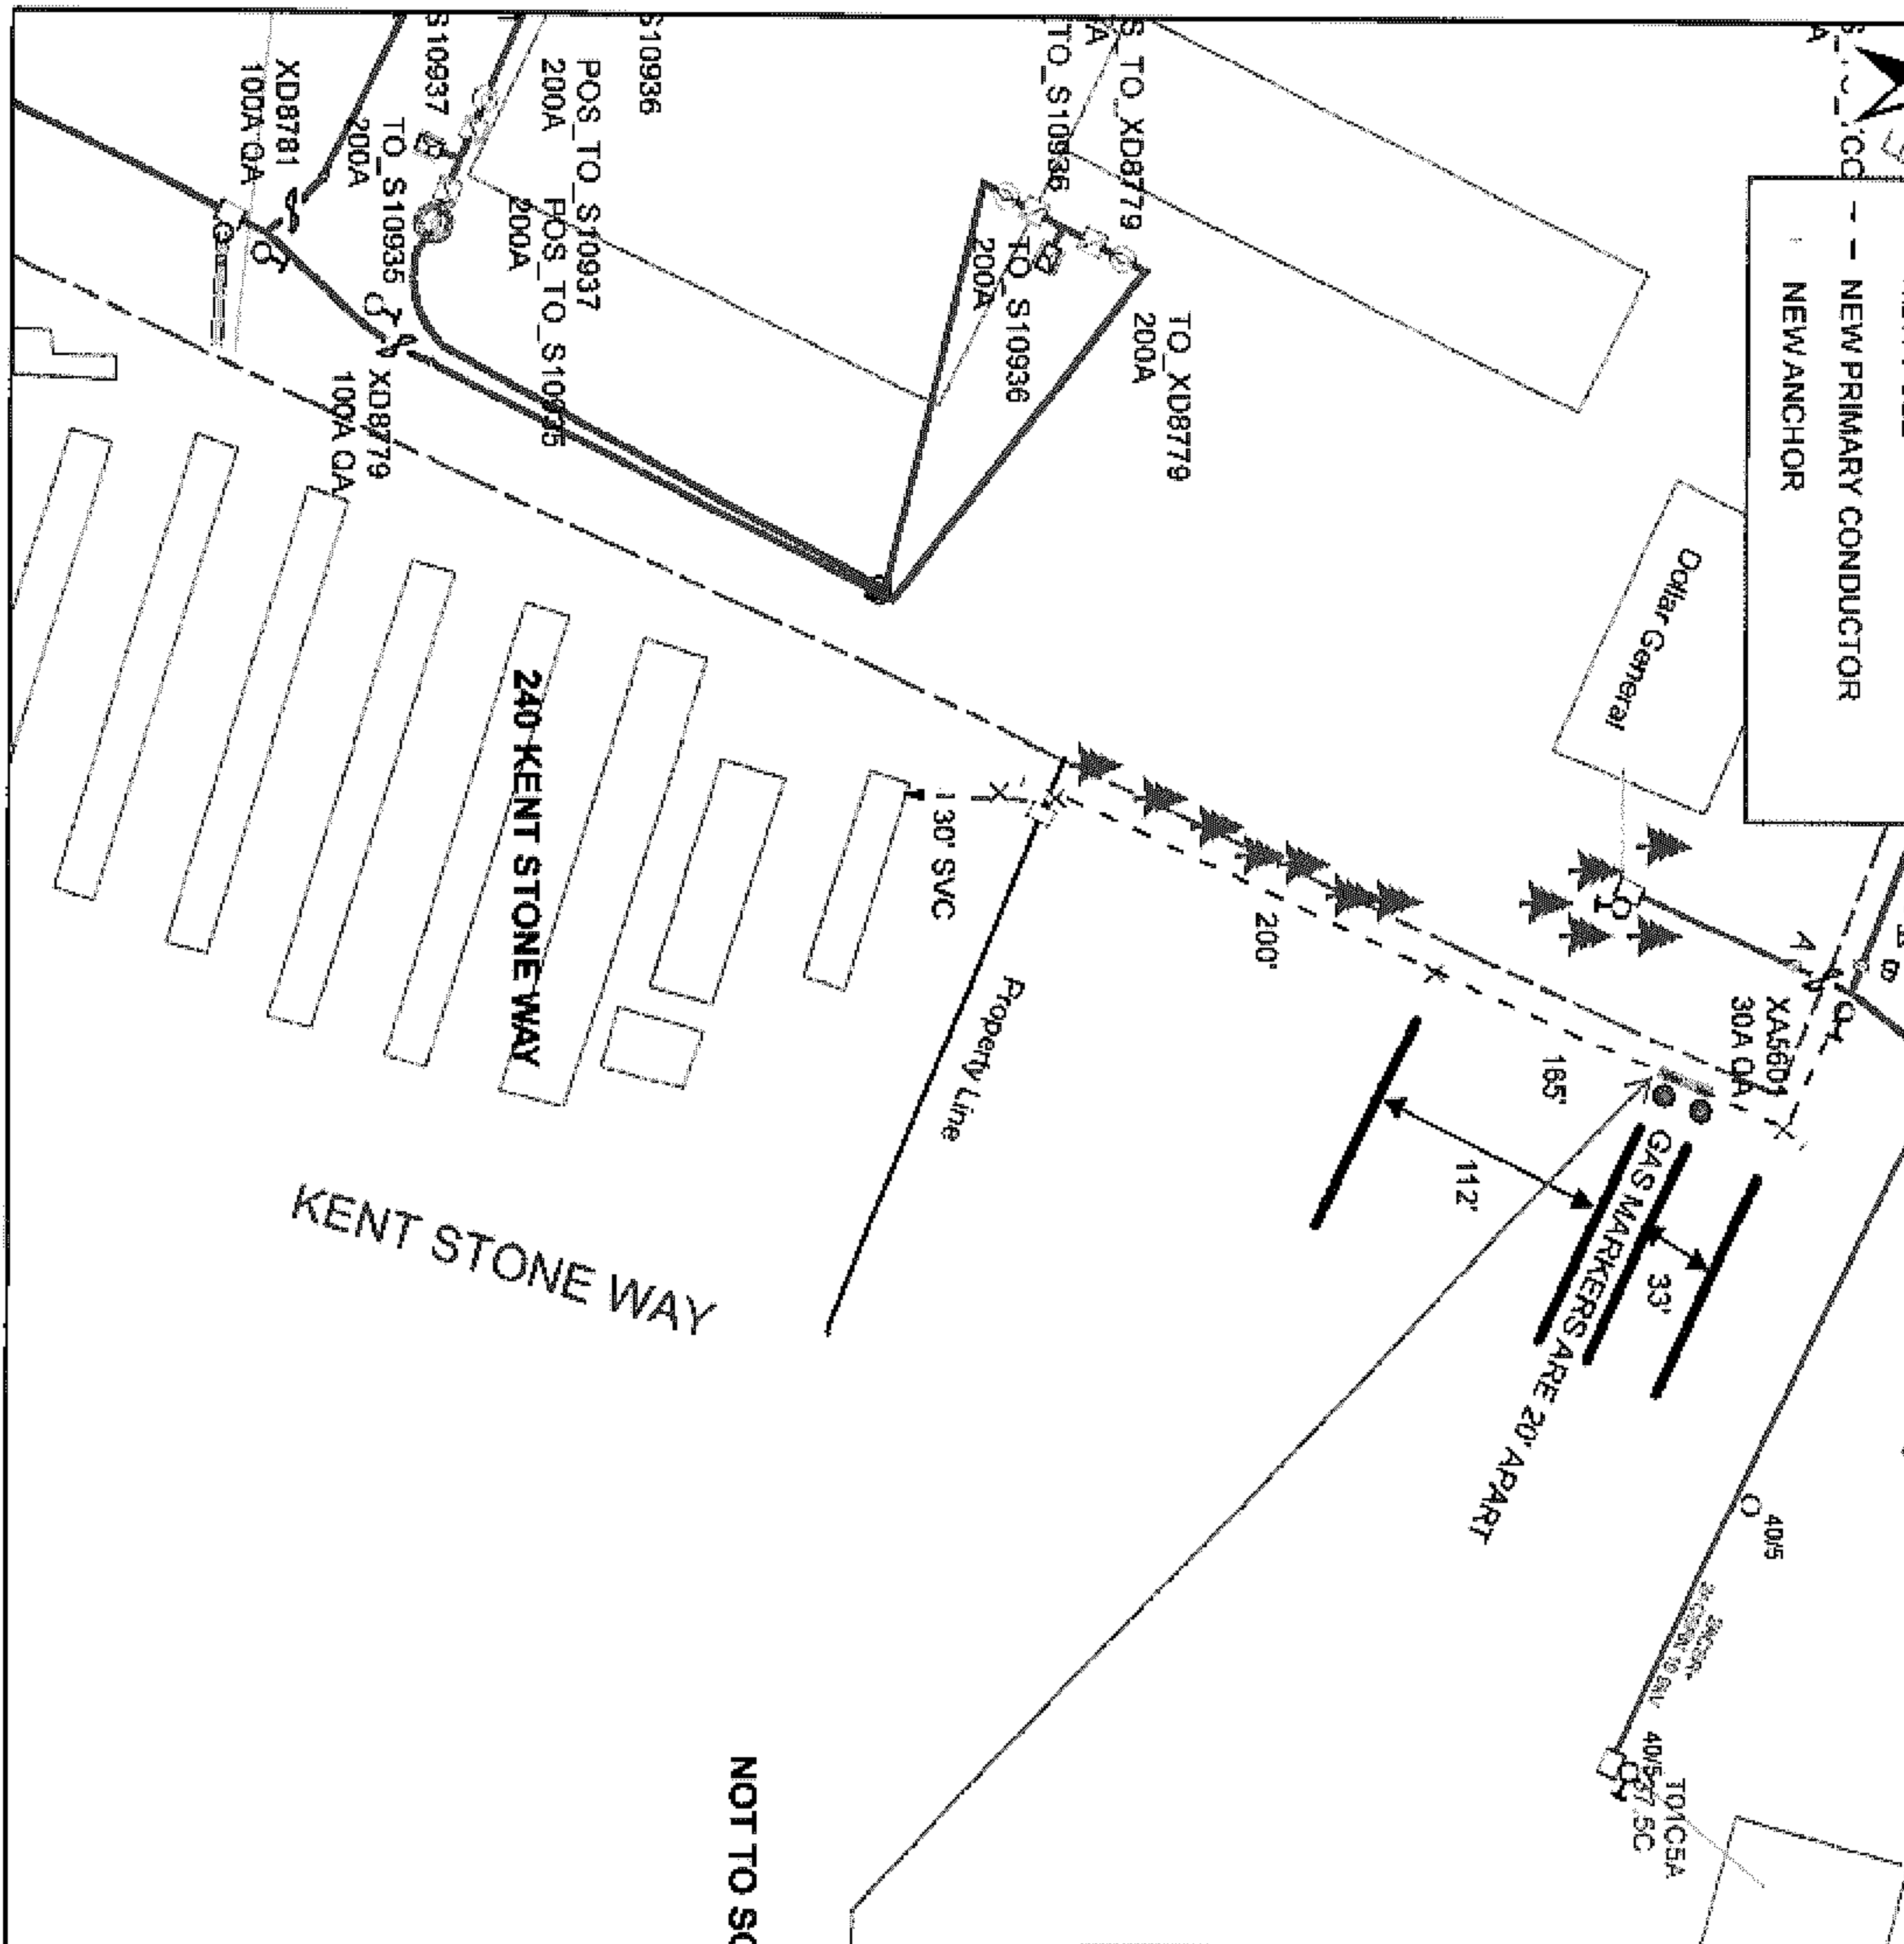 NEW PRIMARY CONDUCTOR
NEW ANCHOR
S_TO_XD8779
TO_S10936
TO_XD8779
200A
TO_S10936
200A
S10936
POS_TO_S10937
200A
POS_TO_S10935
200A
S10937
TO_S10935
200A
XD8781
100A QA
XD8779
100A QA
Dollar General
XA5601
30A QA
A
200'
165'
112'
33'
GAS MARKERS ARE 20' APART
130' SVC
Property Line
240 KENT STONE WAY
KENT STONE WAY
40/5
T01C5A
NOT TO SC